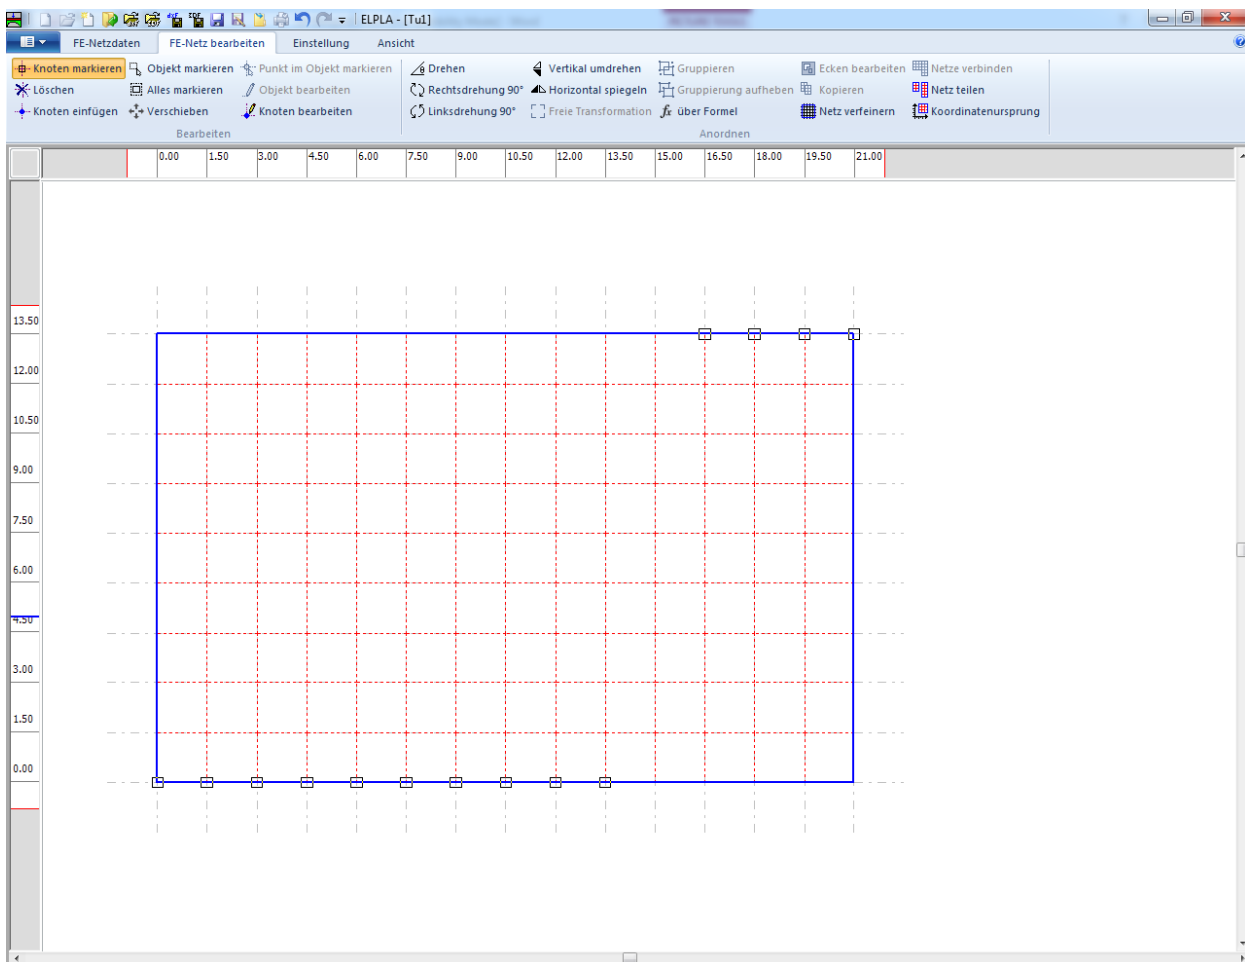 ELPLA - [Tu1]
FE-Netzdaten FE-Netz bearbeiten Einstellung Ansicht
Knoten markieren Objekt markieren Punkt im Objekt markieren Drehen Vertikal umdrehen Gruppieren Ecken bearbeiten Netze verbinden
Löschen Alles markieren Objekt bearbeiten Rechtsdrehung 90° Horizontal spiegeln Gruppierung aufheben Kopieren Netz teilen
Knoten einfügen Verschieben Knoten bearbeiten Linksdrehung 90° Freie Transformation fx über Formel Netz verfeinern Koordinatenursprung
Bearbeiten Anordnen
0.00 1.50 3.00 4.50 6.00 7.50 9.00 10.50 12.00 13.50 15.00 16.50 18.00 19.50 21.00
13.50
12.00
10.50
9.00
7.50
6.00
4.50
3.00
1.50
0.00